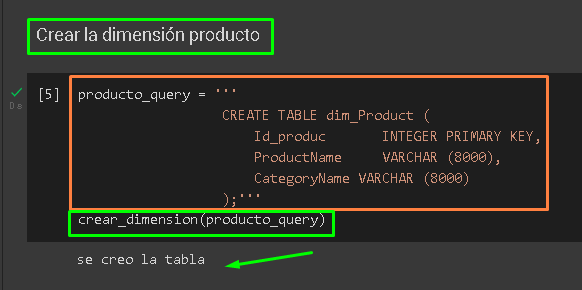 Crear la dimensión producto
[5] producto_query = '''
CREATE TABLE dim_Product (
Id_produc INTEGER PRIMARY KEY,
ProductName VARCHAR (8000),
CategoryName VARCHAR (8000)
);'''
0 s
crear_dimension(producto_query)
se creo la tabla